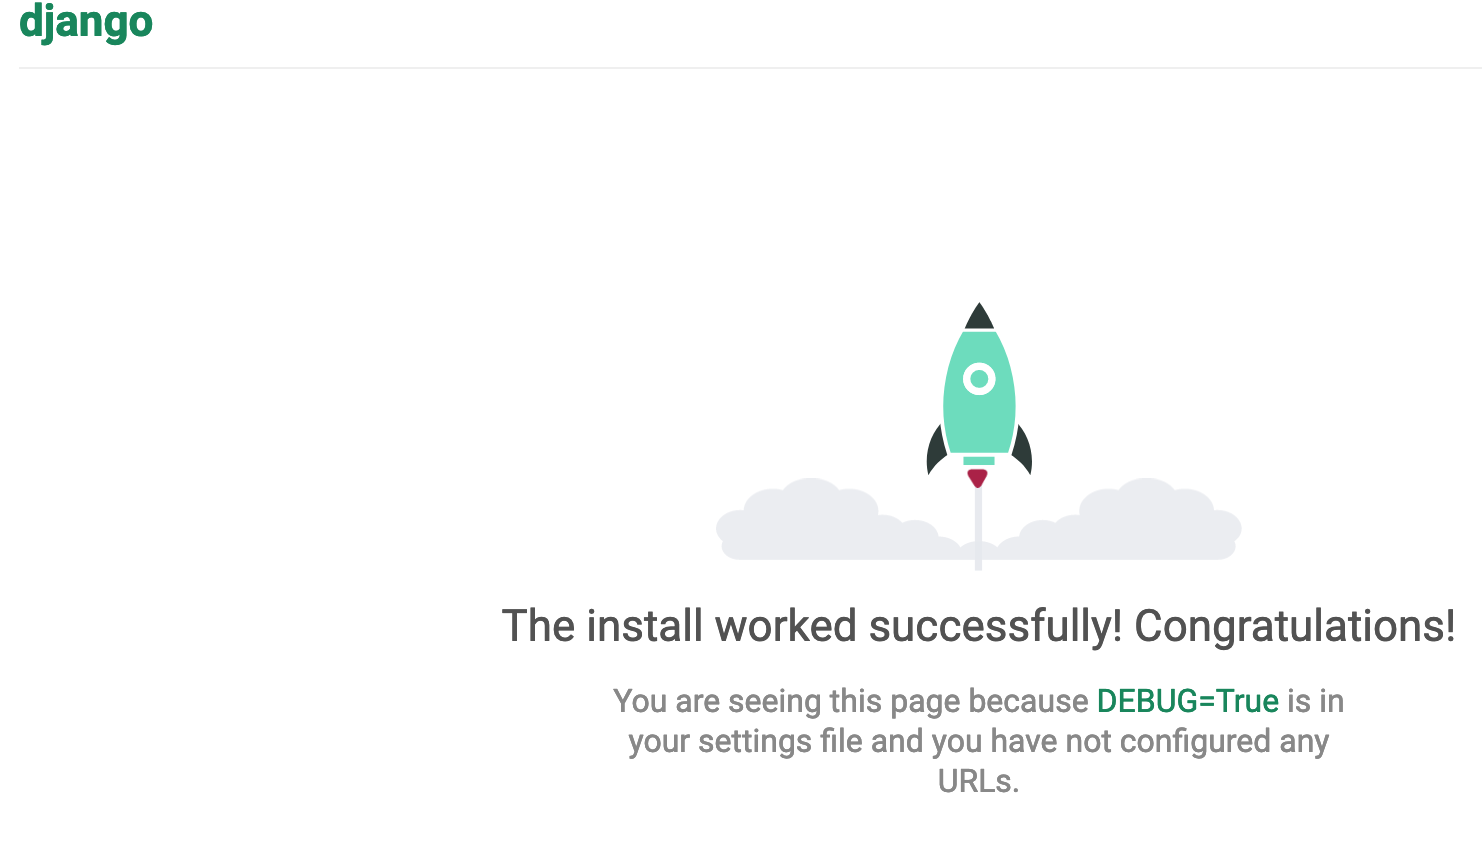 django
The install worked successfully! Congratulations!
You are seeing this page because DEBUG=True is in
your settings file and you have not configured any
URLs.